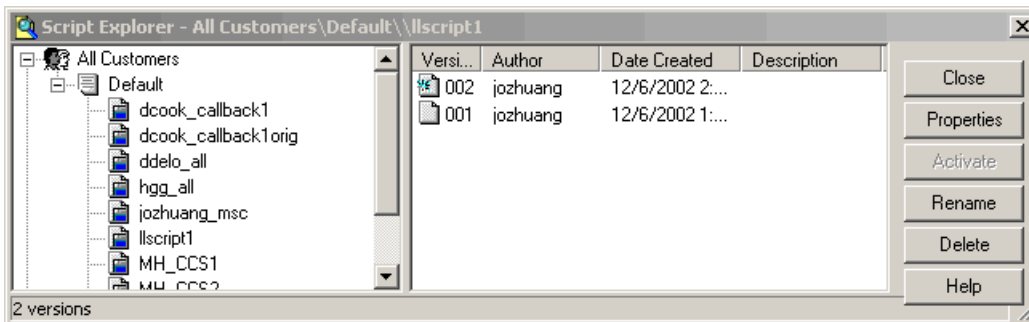 Script Explorer - All Customers\Default\\llscript1
All Customers
Default
dcook_callback1
dcook_callback1orig
ddelo_all
hgg_all
jozhuang_msc
llscript1
MH_CCS1
MH_CCS2
Versi... Author Date Created Description
002 jozhuang 12/6/2002 2:...
001 jozhuang 12/6/2002 1:...
Close
Properties
Activate
Rename
Delete
Help
2 versions